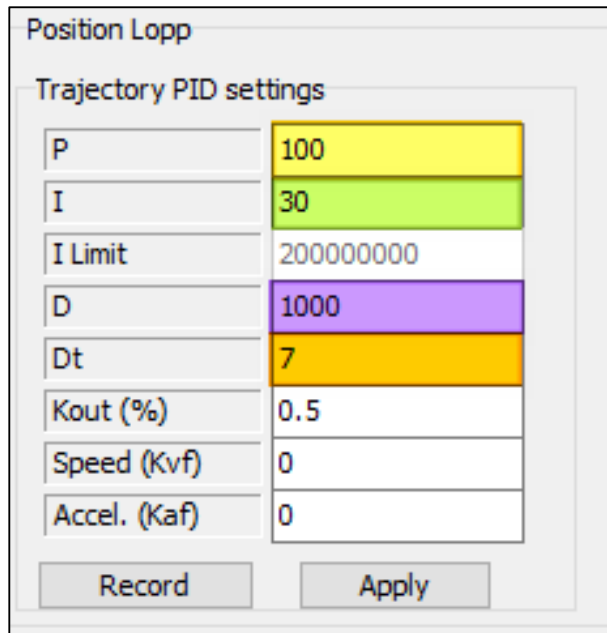 Position Lopp
Trajectory PID settings
P 100
I 30
I Limit 200000000
D 1000
Dt 7
Kout (%) 0.5
Speed (Kvf) 0
Accel. (Kaf) 0
Record Apply